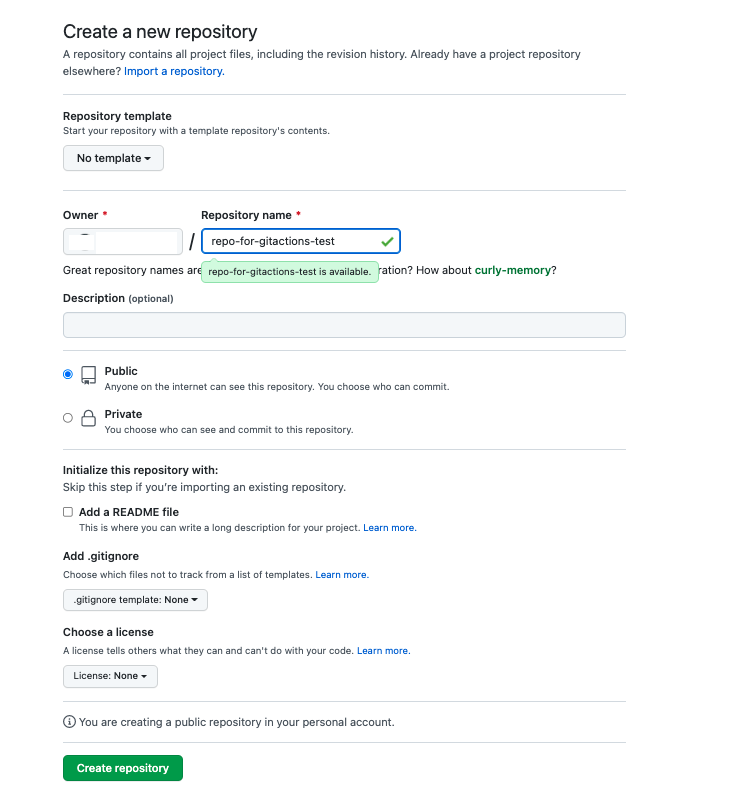 Create a new repository
A repository contains all project files, including the revision history. Already have a project repository
elsewhere? Import a repository.
Repository template
Start your repository with a template repository's contents.
No template
Owner *
Repository name *
/
repo-for-gitactions-test
Great repository names are
repo-for-gitactions-test is available.
ration? How about curly-memory?
Description (optional)
Public
Anyone on the internet can see this repository. You choose who can commit.
Private
You choose who can see and commit to this repository.
Initialize this repository with:
Skip this step if you're importing an existing repository.
Add a README file
This is where you can write a long description for your project. Learn more.
Add .gitignore
Choose which files not to track from a list of templates. Learn more.
.gitignore template: None
Choose a license
A license tells others what they can and can't do with your code. Learn more.
License: None
You are creating a public repository in your personal account.
Create repository